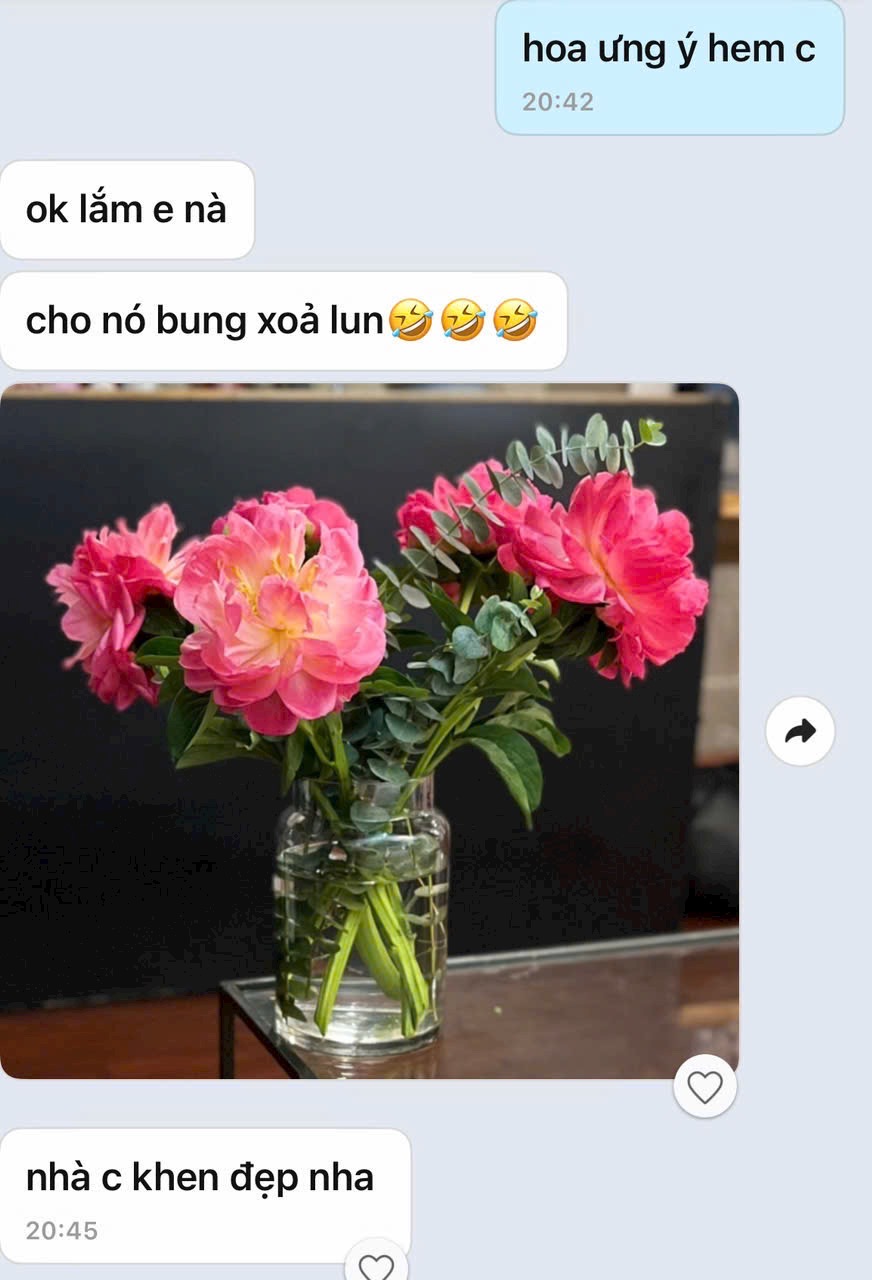 hoa ưng ý hem c
20:42
ok lắm e nà
cho nó bung xoả lun🤣🤣🤣
nhà c khen đẹp nha
20:45